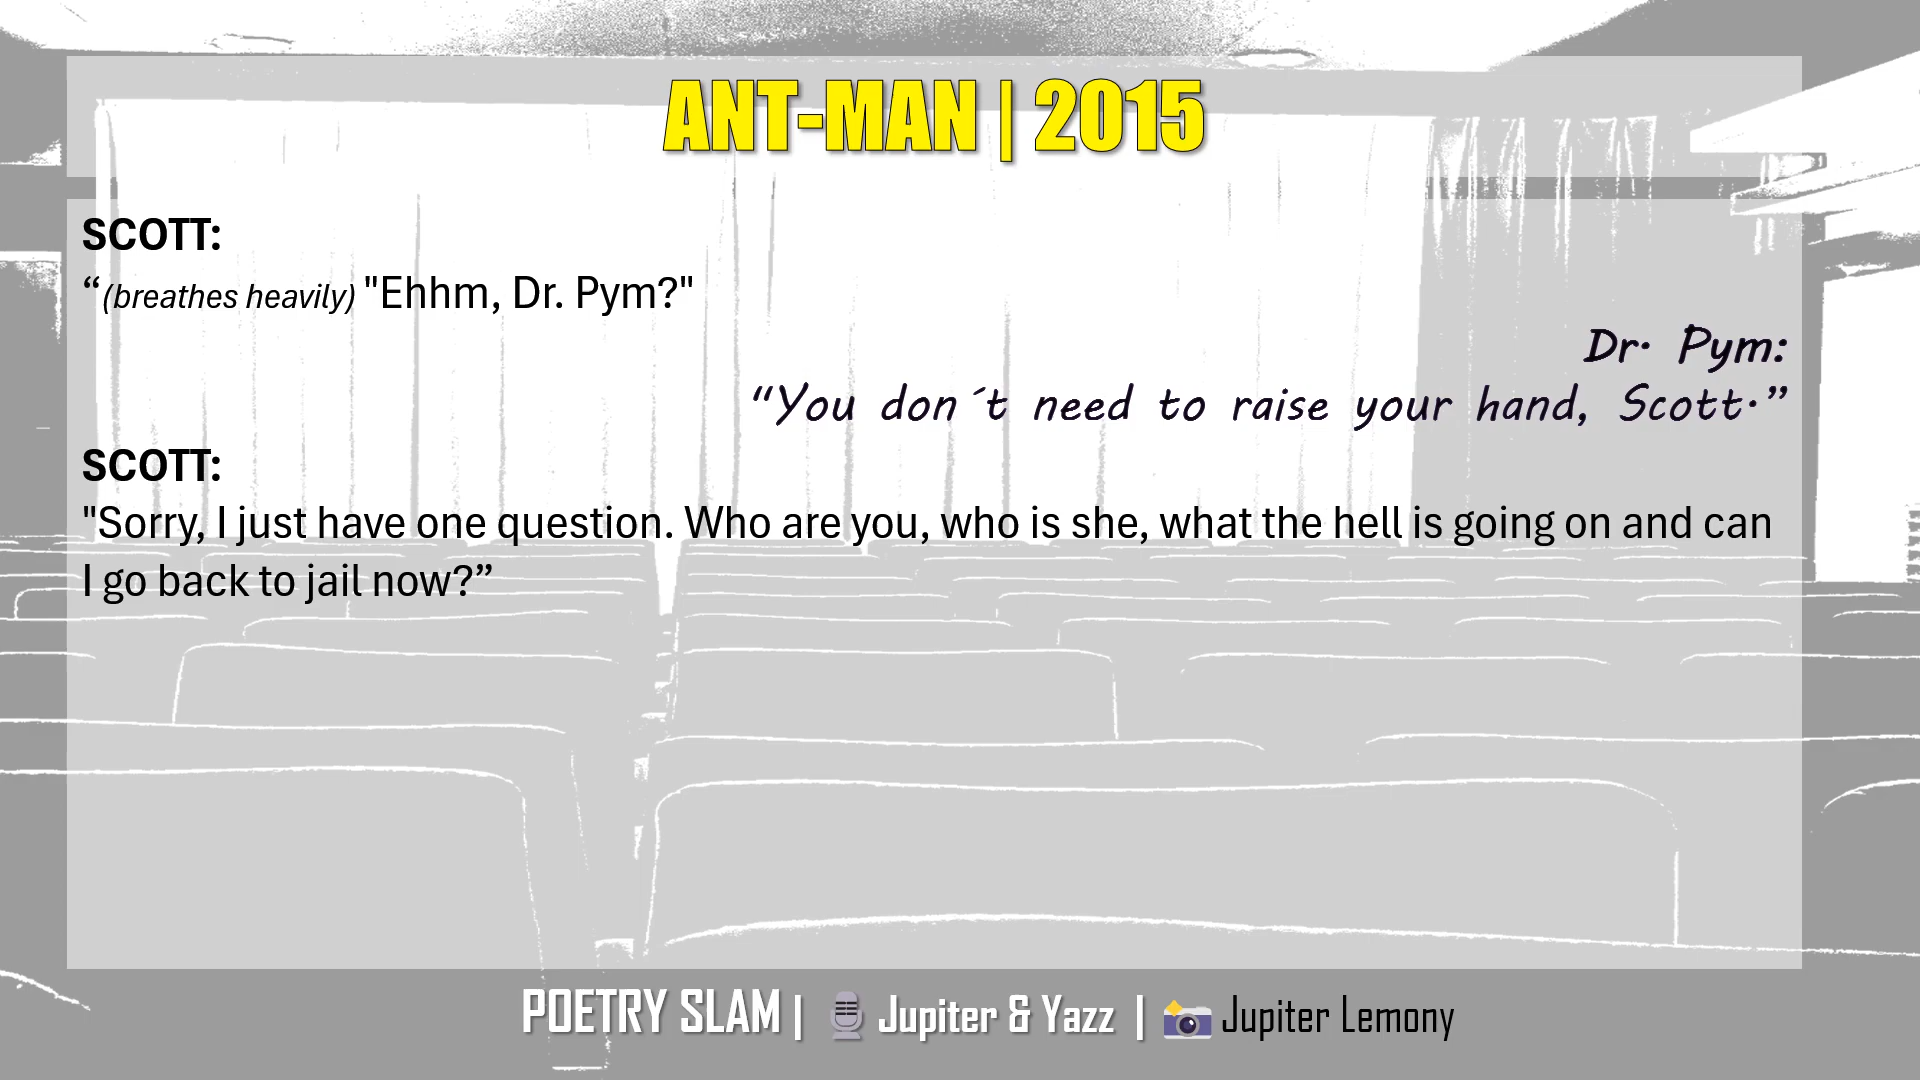 ANT-MAN | 2015
SCOTT:
“(breathes heavily) "Ehhm, Dr. Pym?"
Dr. Pym:
“You don´t need to raise your hand, Scott.”
SCOTT:
"Sorry, I just have one question. Who are you, who is she, what the hell is going on and can
I go back to jail now?”
POETRY SLAM | Jupiter & Yazz | Jupiter Lemony